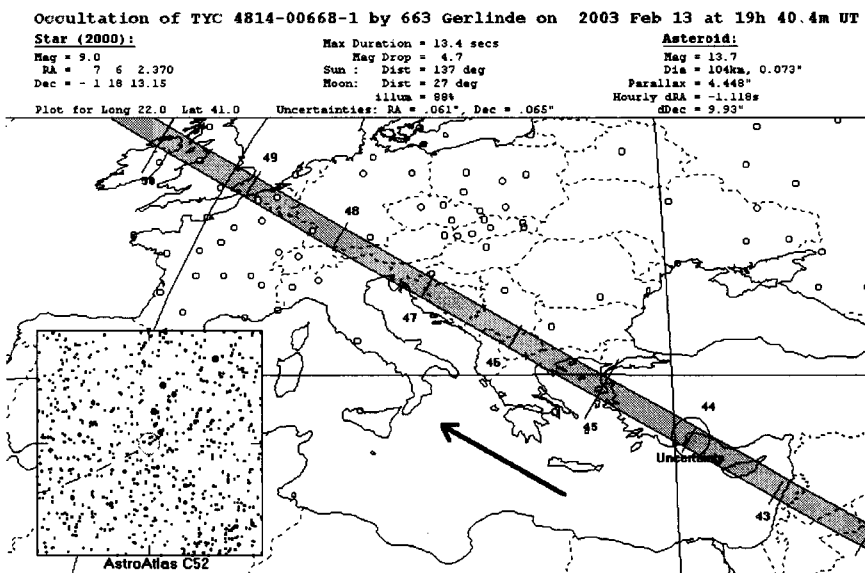 Occultation of TYC 4814-00668-1 by 663 Gerlinde on 2003 Feb 13 at 19h 40.4m UT
Star (2000):
Mag = 9.0
RA = 7 6 2.370
Dec = - 1 18 13.15
Max Duration = 13.4 secs
Mag Drop = 4.7
Sun : Dist = 137 deg
Moon: Dist = 27 deg
illum = 88%
Asteroid:
Mag = 13.7
Dia = 104km, 0.073"
Parallax = 4.448"
Hourly dRA = -1.118s
dDec = 9.93"
Plot for Long 22.0 Lat 41.0 Uncertainties: RA = .061", Dec = .065"
49
48
47
46
45
44
Uncertainty
43
AstroAtlas C52